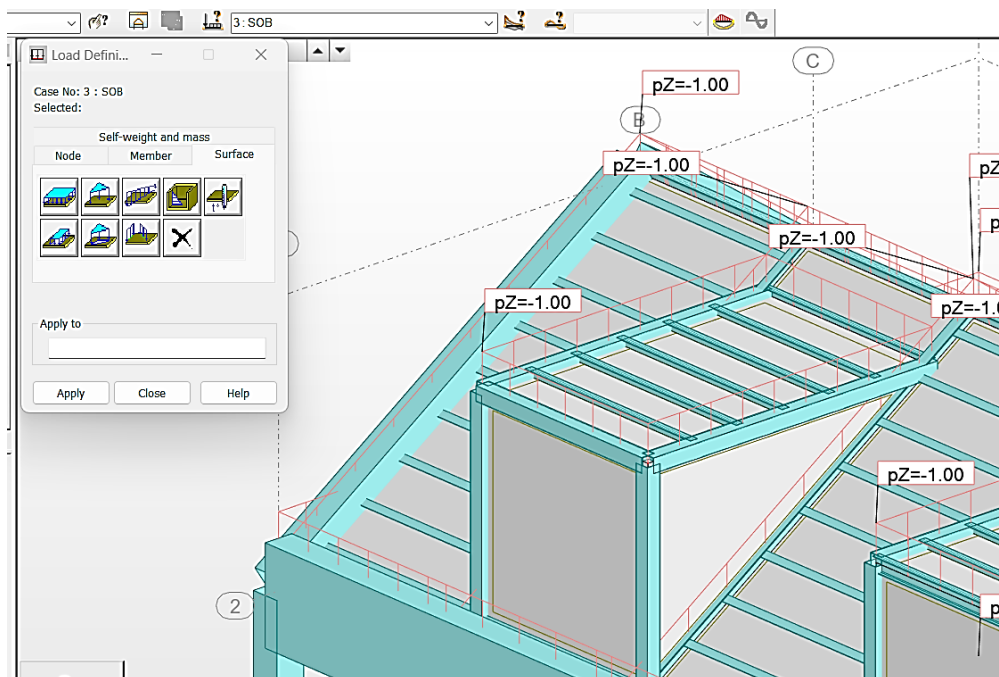 3 : SOB
Load Defini...
Case No: 3 : SOB
Selected:
Self-weight and mass
Node
Member
Surface
Apply to
Apply
Close
Help
C
pZ=-1.00
B
pZ=-1.00
pZ
p
pZ=-1.00
pZ=-1.00
pZ=-1.0
pZ=-1.00
2
p